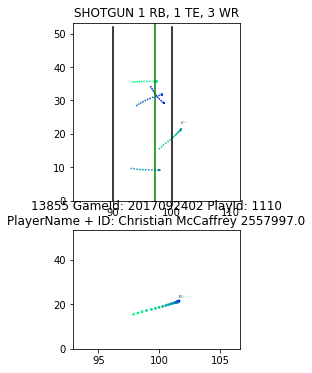 SHOTGUN 1 RB, 1 TE, 3 WR
50
40
30
20
10
0
90 100 110
13855 GameId: 2017092402 PlayId: 1110
PlayerName + ID: Christian McCaffrey 2557997.0
40
20
0
95 100 105